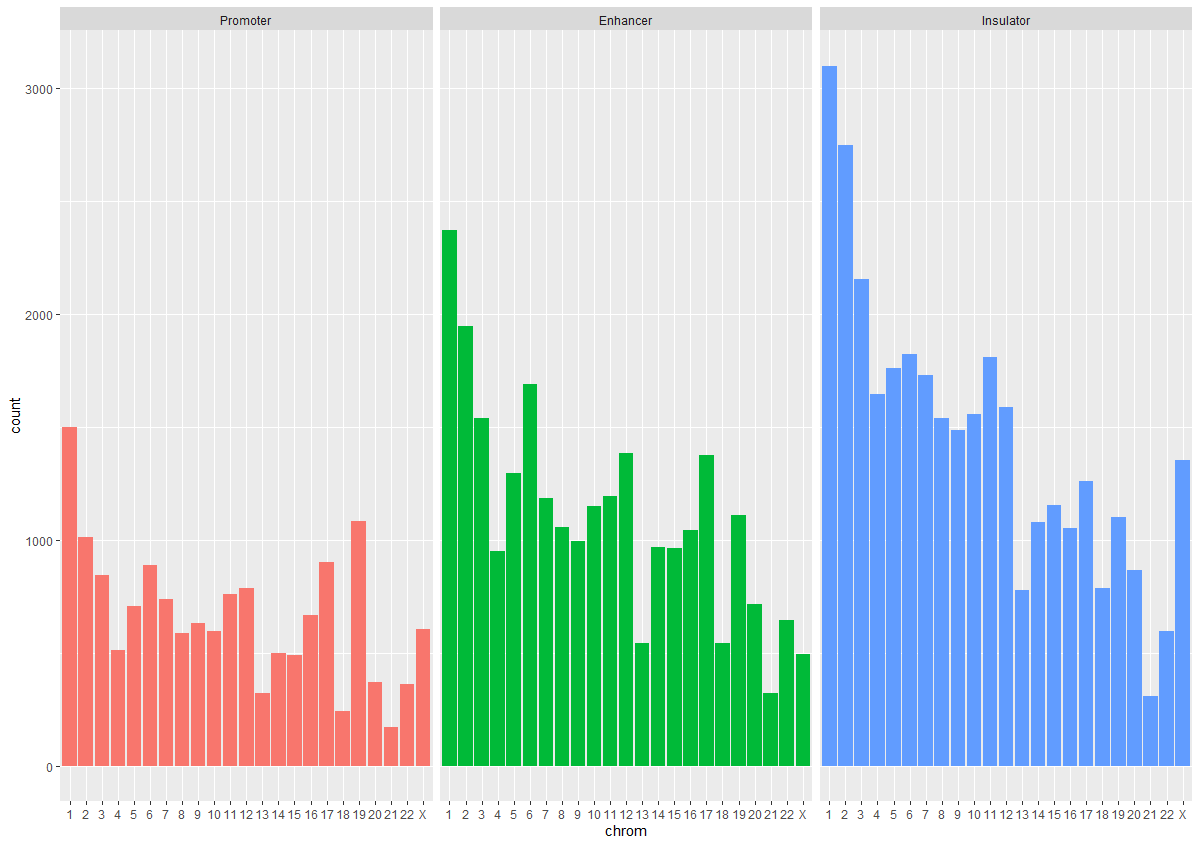 Promoter Enhancer Insulator
3000
2000
1000
0
count
1 2 3 4 5 6 7 8 9 10 11 12 13 14 15 16 17 18 19 20 21 22 X 1 2 3 4 5 6 7 8 9 10 11 12 13 14 15 16 17 18 19 20 21 22 X 1 2 3 4 5 6 7 8 9 10 11 12 13 14 15 16 17 18 19 20 21 22 X
chrom